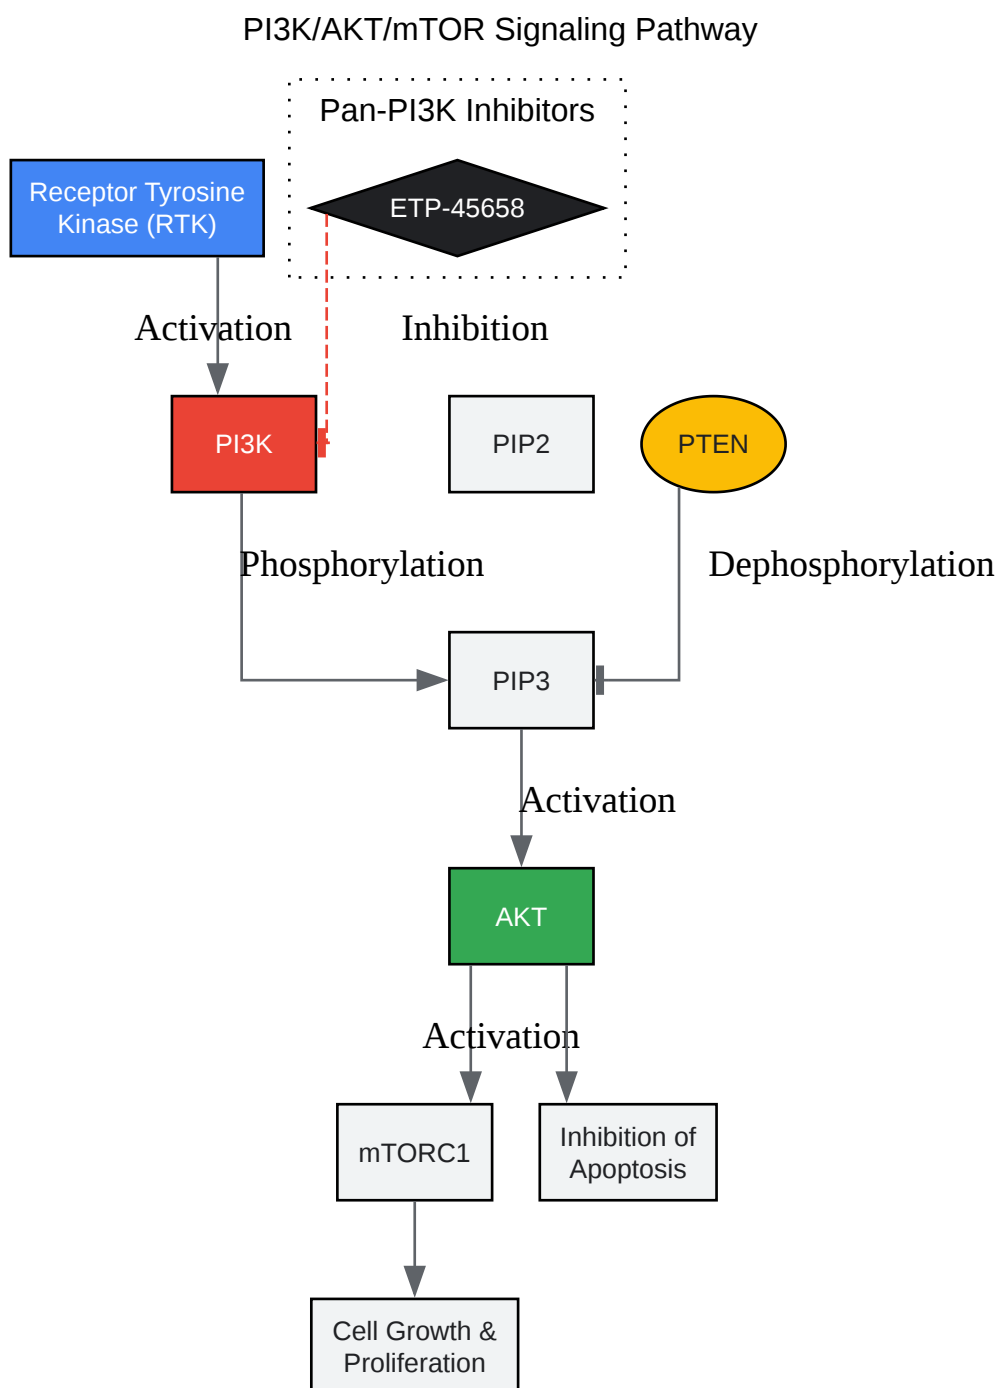 PI3K/AKT/mTOR Signaling Pathway
Pan-PI3K Inhibitors
Receptor Tyrosine
Kinase (RTK)
ETP-45658
Activation
Inhibition
PI3K
PIP2
PTEN
Phosphorylation
Dephosphorylation
PIP3
Activation
AKT
Activation
mTORC1
Inhibition of
Apoptosis
Cell Growth &
Proliferation